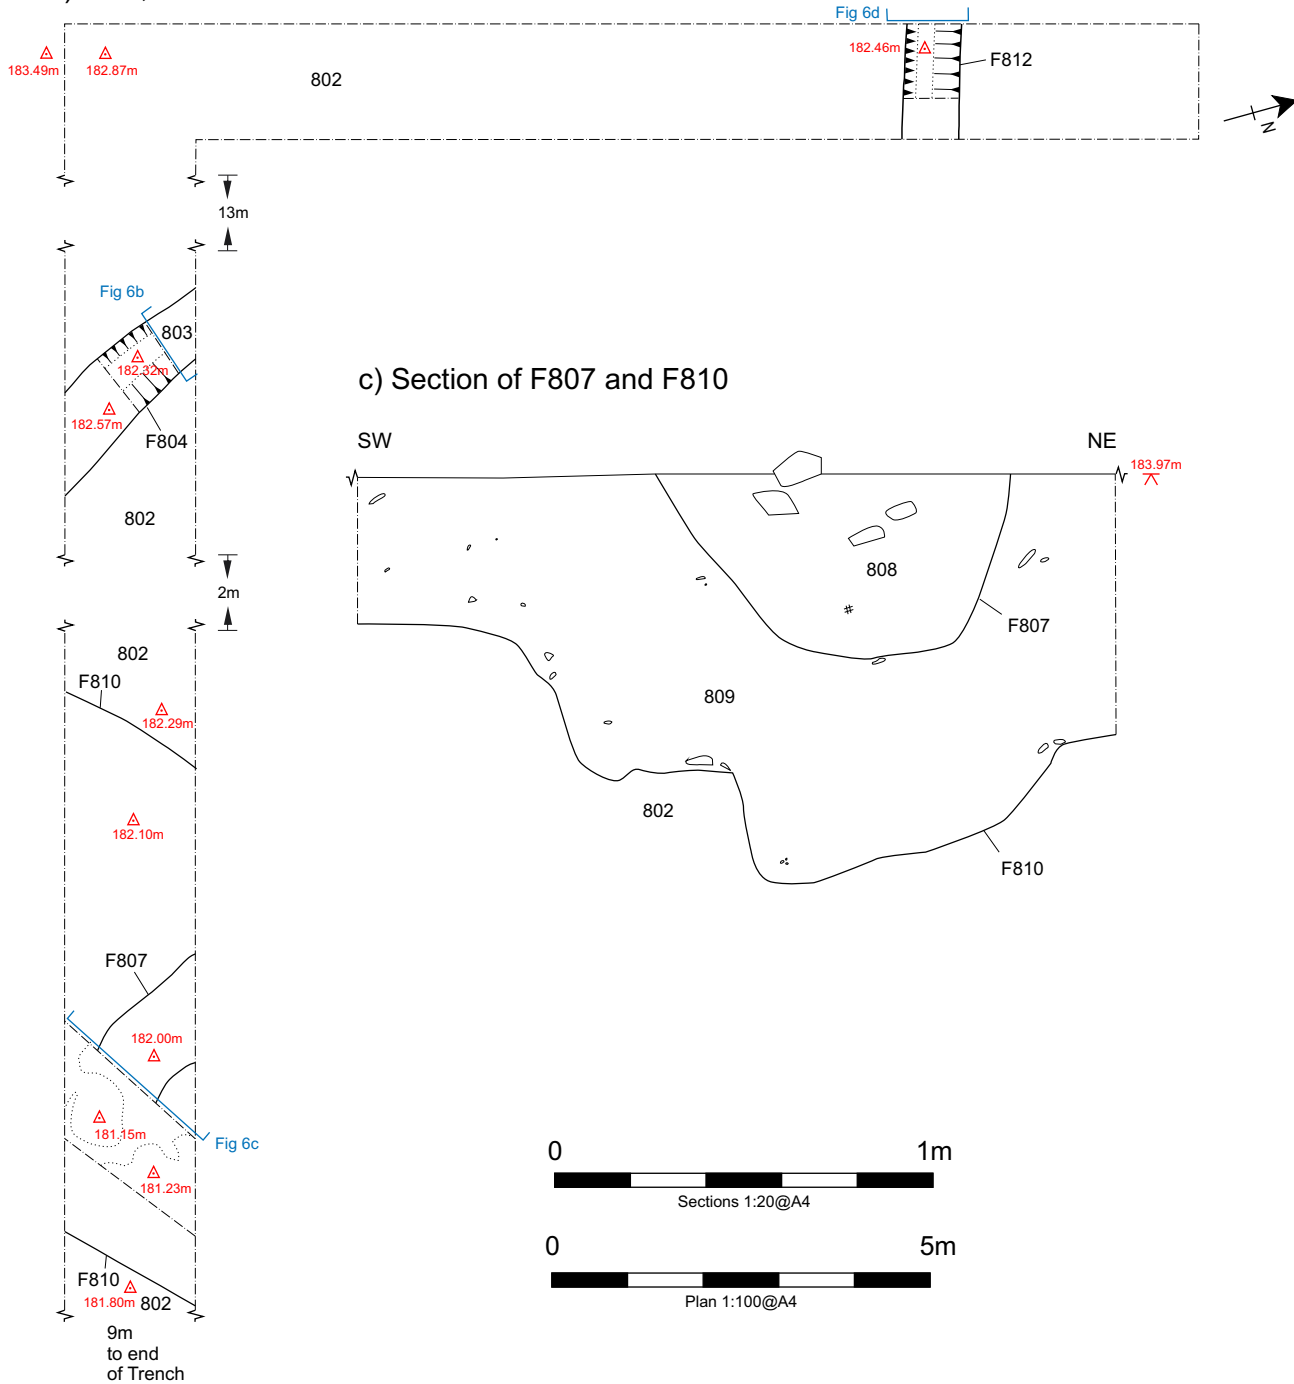 Fig 6d
183.49m
182.87m
802
182.46m
F812
N
13m
Fig 6b
803
182.32m
182.57m
F804
802
2m
802
F810
182.29m
182.10m
F807
182.00m
181.15m
Fig 6c
181.23m
F810
181.80m
802
9m
to end
of Trench
c) Section of F807 and F810
SW
NE
183.97m
808
F807
809
802
F810
0 1m
Sections 1:20@A4
0 5m
Plan 1:100@A4